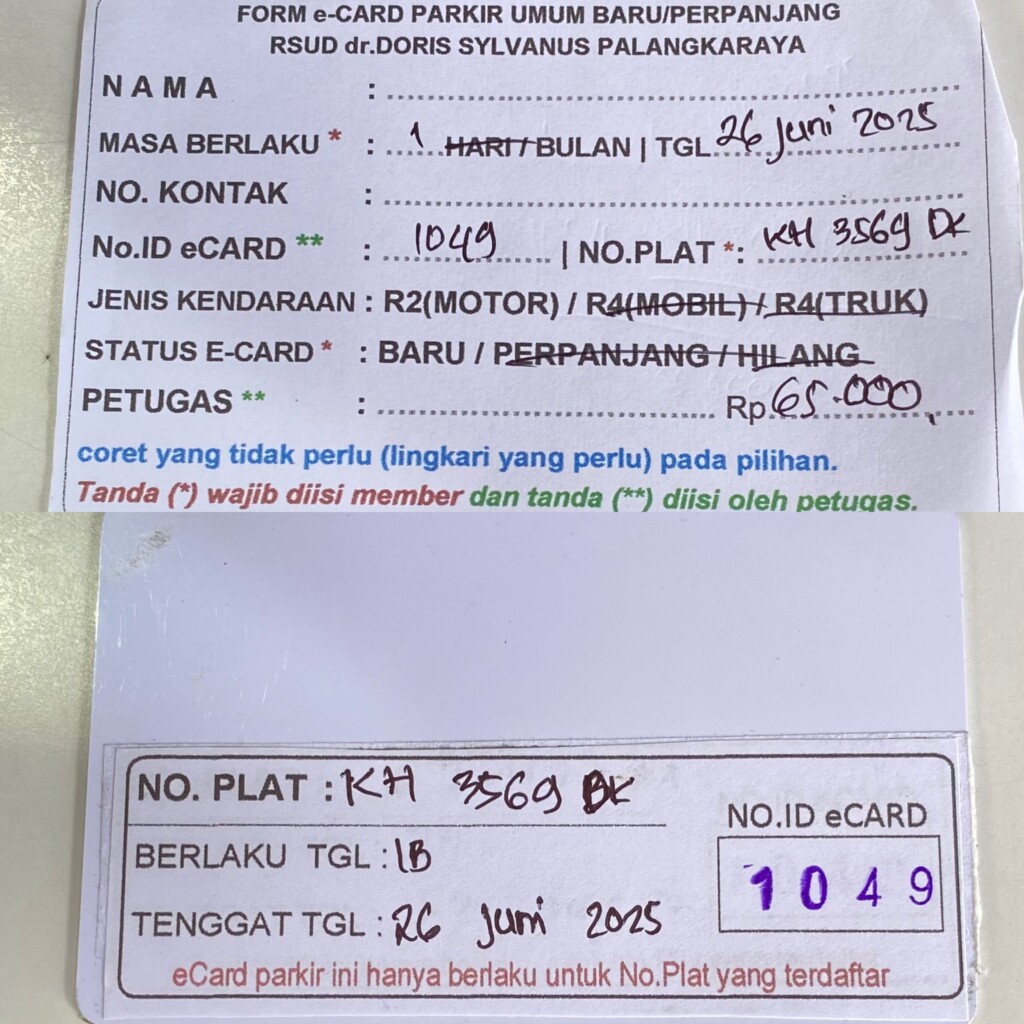 FORM e-CARD PARKIR UMUM BARU/PERPANJANG
RSUD dr.DORIS SYLVANUS PALANGKARAYA
N A M A :
MASA BERLAKU * : 1 HARI / BULAN | TGL. 26 Juni 2025
NO. KONTAK :
No.ID eCARD ** : 1049 | NO.PLAT *: KH 3569 DK
JENIS KENDARAAN : R2(MOTOR) / R4(MOBIL) / R4(TRUK)
STATUS E-CARD * : BARU / PERPANJANG / HILANG
PETUGAS ** : Rp. 65.000,
coret yang tidak perlu (lingkari yang perlu) pada pilihan.
Tanda (*) wajib diisi member dan tanda (**) diisi oleh petugas.
NO. PLAT : KH 3569 BK
BERLAKU TGL : 1B
TENGGAT TGL : 26 Juni 2025
NO.ID eCARD
1049
eCard parkir ini hanya berlaku untuk No.Plat yang terdaftar